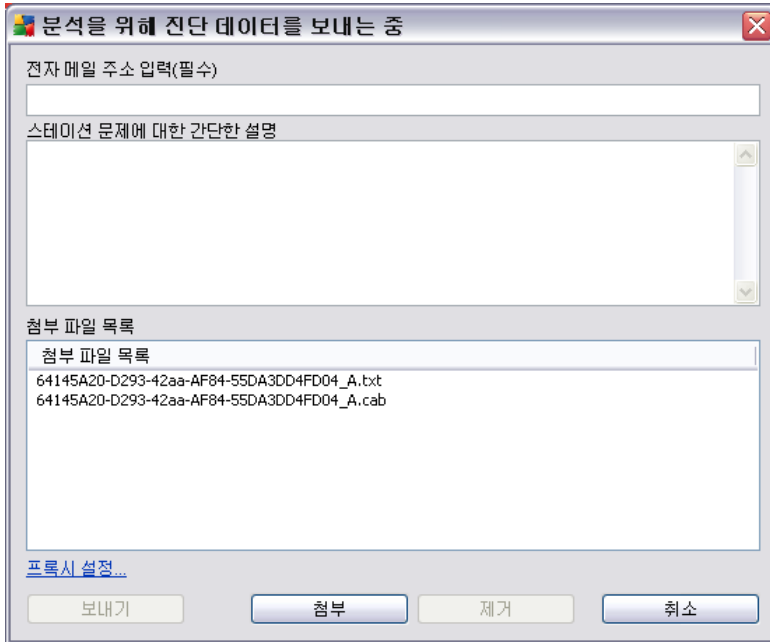 분석을 위해 진단 데이터를 보내는 중
전자 메일 주소 입력(필수)
스테이션 문제에 대한 간단한 설명
첨부 파일 목록
첨부 파일 목록
64145A20-D293-42aa-AF84-55DA3DD4FD04_A.txt
64145A20-D293-42aa-AF84-55DA3DD4FD04_A.cab
프록시 설정...
보내기 첨부 제거 취소